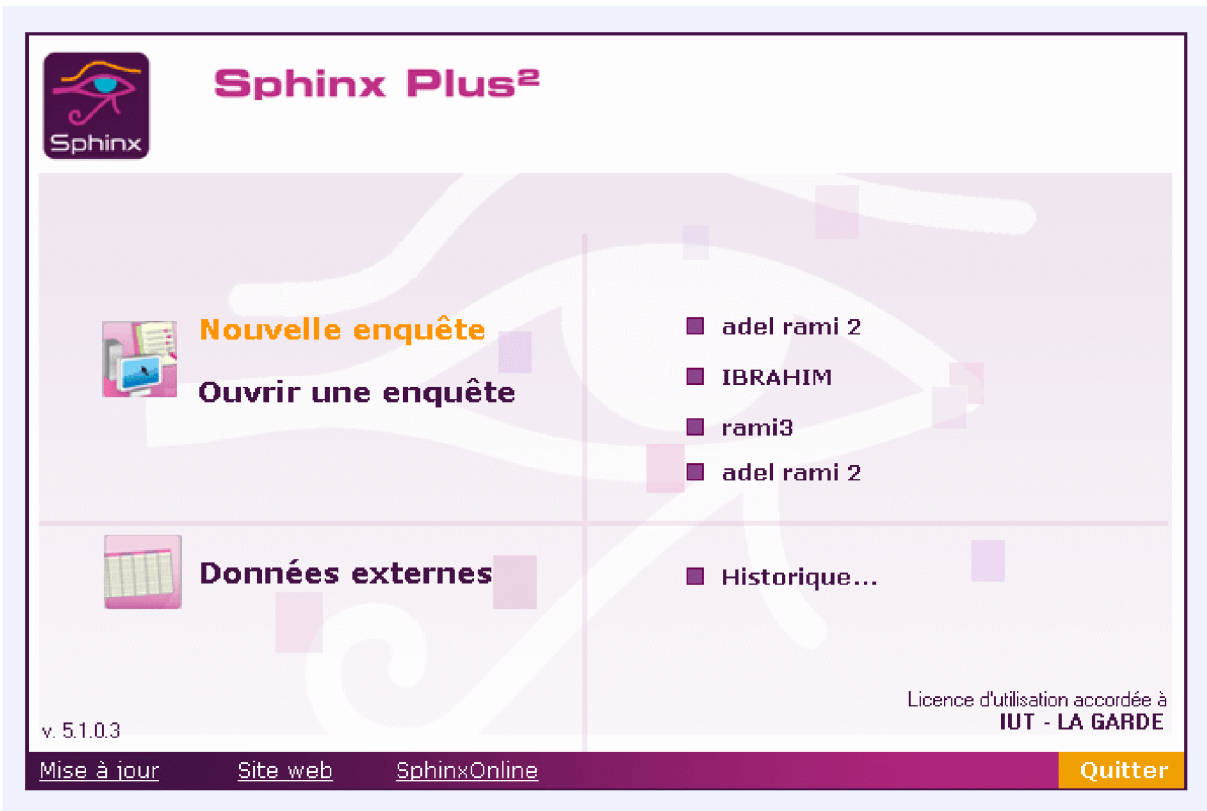 Sphinx Plus²
Sphinx
Nouvelle enquête
Ouvrir une enquête
adel rami 2
IBRAHIM
rami3
adel rami 2
Données externes
Historique...
Licence d'utilisation accordée à
IUT - LA GARDE
v. 5.1.0.3
Mise à jour
Site web
SphinxOnline
Quitter